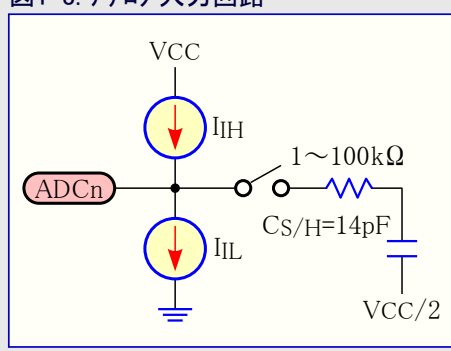 VCC
IIH
1～100kΩ
ADCn
CS/H=14pF
IIL
VCC/2